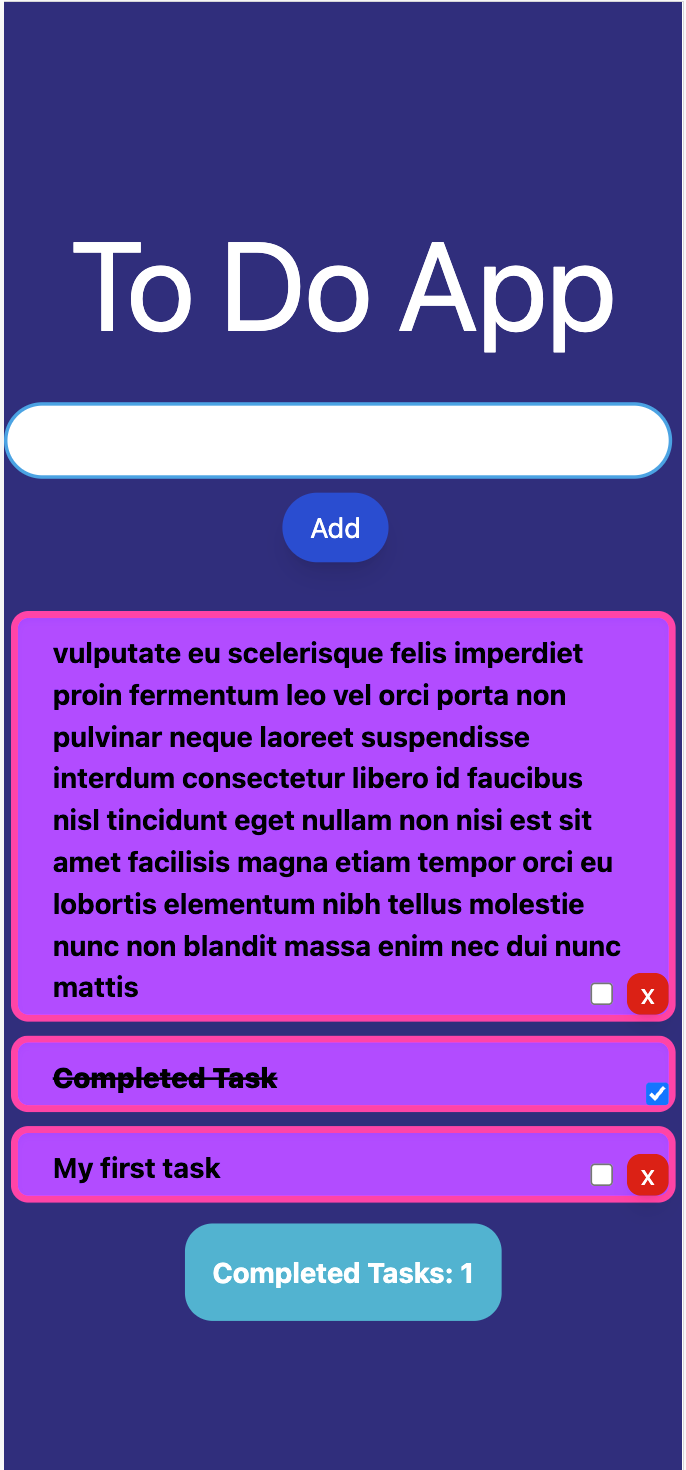 To Do App
Add
vulputate eu scelerisque felis imperdiet
proin fermentum leo vel orci porta non
pulvinar neque laoreet suspendisse
interdum consectetur libero id faucibus
nisl tincidunt eget nullam non nisi est sit
amet facilisis magna etiam tempor orci eu
lobortis elementum nibh tellus molestie
nunc non blandit massa enim nec dui nunc
mattis
x
Completed Task
My first task
x
Completed Tasks: 1